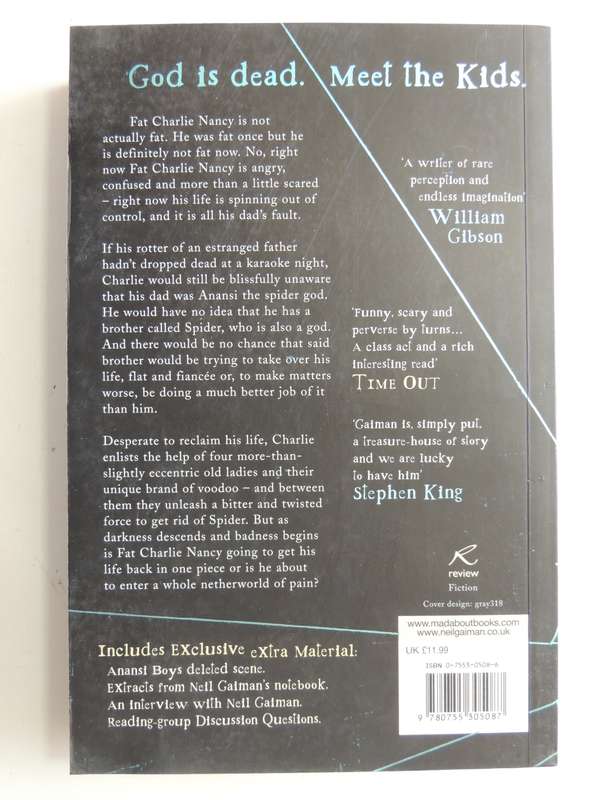 God is dead. Meet the Kids.
Fat Charlie Nancy is not
actually fat. He was fat once but he
is definitely not fat now. No, right
now Fat Charlie Nancy is angry,
confused and more than a little scared
– right now his life is spinning out of
control, and it is all his dad's fault.
If his rotter of an estranged father
hadn't dropped dead at a karaoke night,
Charlie would still be blissfully unaware
that his dad was Anansi the spider god.
He would have no idea that he has a
brother called Spider, who is also a god.
And there would be no chance that said
brother would be trying to take over his
life, flat and fiancée or, to make matters
worse, be doing a much better job of it
than him.
Desperate to reclaim his life, Charlie
enlists the help of four more-than-
slightly eccentric old ladies and their
unique brand of voodoo – and between
them they unleash a bitter and twisted
force to get rid of Spider. But as
darkness descends and badness begins
is Fat Charlie Nancy going to get his
life back in one piece or is he about
to enter a whole netherworld of pain?
'A writer of rare
perception and
endless imagination'
William
Gibson
'Funny, scary and
perverse by turns...
A class act and a rich
interesting read'
TIME OUT
'Gaiman is, simply put,
a treasure-house of story
and we are lucky
to have him'
Stephen King
R
review
Fiction
Cover design: gray318
Includes Exclusive extra Material:
Anansi Boys deleted scene.
Extracts from Neil Gaiman's notebook.
An interview with Neil Gaiman.
Reading-group Discussion Questions.
www.madaboutbooks.com
www.neilgaiman.co.uk
UK £11.99
ISBN 0-7553-0508-6
9 780755 305087